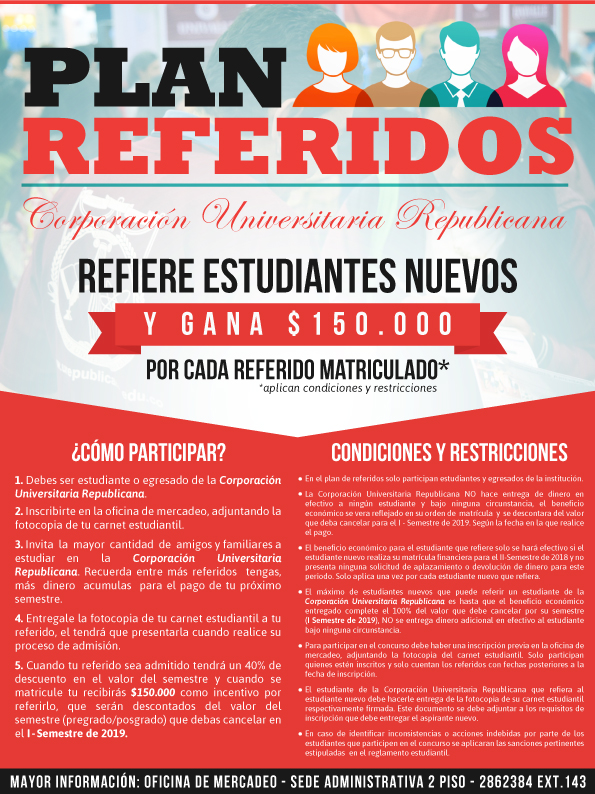 PLAN
REFERIDOS
Corporación Universitaria Republicana
REFIERE ESTUDIANTES NUEVOS
Y GANA $150.000
POR CADA REFERIDO MATRICULADO*
*aplican condiciones y restricciones
¿CÓMO PARTICIPAR?
1. Debes ser estudiante o egresado de la Corporación
Universitaria Republicana.
2. Inscribirte en la oficina de mercadeo, adjuntando la
fotocopia de tu carnet estudiantil.
3. Invita la mayor cantidad de amigos y familiares a
estudiar en la Corporación Universitaria
Republicana. Recuerda entre más referidos tengas,
más dinero acumulas para el pago de tu próximo
semestre.
4. Entregale la fotocopia de tu carnet estudiantil a tu
referido, el tendrá que presentarla cuando realice su
proceso de admisión.
5. Cuando tu referido sea admitido tendrá un 40% de
descuento en el valor del semestre y cuando se
matricule tu recibirás $150.000 como incentivo por
referirlo, que serán descontados del valor del
semestre (pregrado/posgrado) que debas cancelar en
el I - Semestre de 2019.
CONDICIONES Y RESTRICCIONES
● En el plan de referidos solo participan estudiantes y egresados de la institución.
● La Corporación Universitaria Republicana NO hace entrega de dinero en
efectivo a ningún estudiante y bajo ninguna circunstancia, el beneficio
económico se vera reflejado en su orden de matrícula y se descontara del valor
que deba cancelar para el I - Semestre de 2019. Según la fecha en la que realice
el pago.
● El beneficio económico para el estudiante que refiere solo se hará efectivo si el
estudiante nuevo realiza su matrícula financiera para el II-Semestre de 2018 y no
presenta ninguna solicitud de aplazamiento o devolución de dinero para este
periodo. Solo aplica una vez por cada estudiante nuevo que refiera.
● El máximo de estudiantes nuevos que puede referir un estudiante de la
Corporación Universitaria Republicana es hasta que el beneficio económico
entregado complete el 100% del valor que debe cancelar por su semestre
(I Semestre de 2019), NO se entrega dinero adicional en efectivo al estudiante
bajo ninguna circunstancia.
● Para participar en el concurso debe haber una inscripción previa en la oficina de
mercadeo, adjuntando la fotocopia del carnet estudiantil. Solo participan
quienes estén inscritos y solo cuentan los referidos con fechas posteriores a la
fecha de inscripción.
● El estudiante de la Corporación Universitaria Republicana que refiera al
estudiante nuevo debe hacerle entrega de la fotocopia de su carnet estudiantil
respectivamente firmada. Este documento se debe adjuntar a los requisitos de
inscripción que debe entregar el aspirante nuevo.
● En caso de identificar inconsistencias o acciones indebidas por parte de los
estudiantes que participen en el concurso se aplicaran las sanciones pertinentes
estipuladas en el reglamento estudiantil.
MAYOR INFORMACIÓN: OFICINA DE MERCADEO - SEDE ADMINISTRATIVA 2 PISO - 2862384 EXT.143